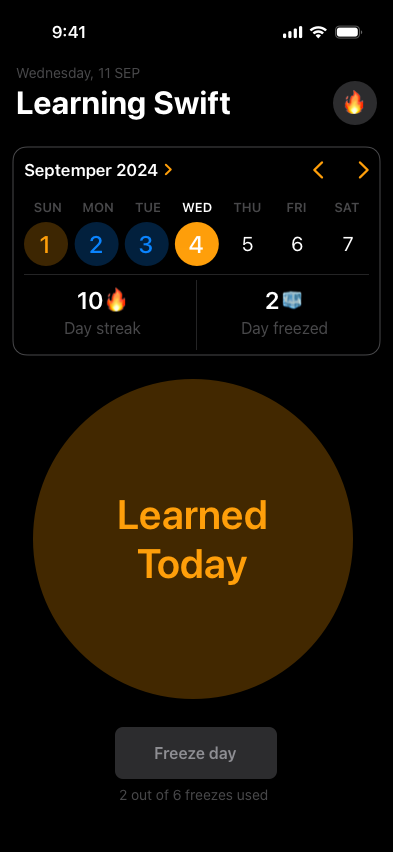 9:41
Wednesday, 11 SEP
Learning Swift
Septemper 2024
SUN MON TUE WED THU FRI SAT
1 2 3 4 5 6 7
10🔥 2🧊
Day streak Day freezed
Learned
Today
Freeze day
2 out of 6 freezes used